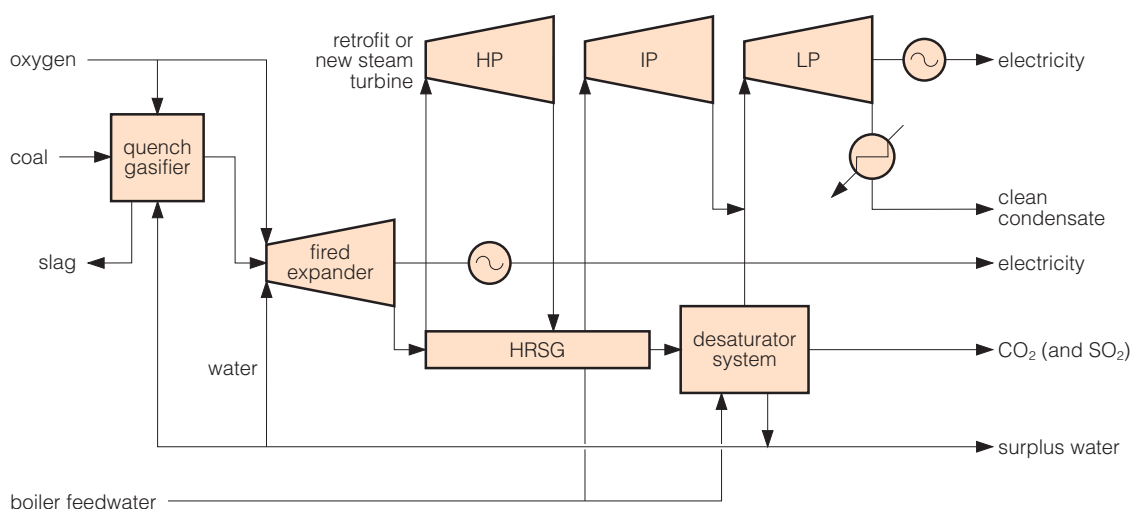 retrofit or
new steam
turbine
HP
IP
LP
oxygen
electricity
quench
gasifier
coal
clean
condensate
slag
fired
expander
electricity
HRSG
desaturator
system
CO₂ (and SO₂)
water
surplus water
boiler feedwater